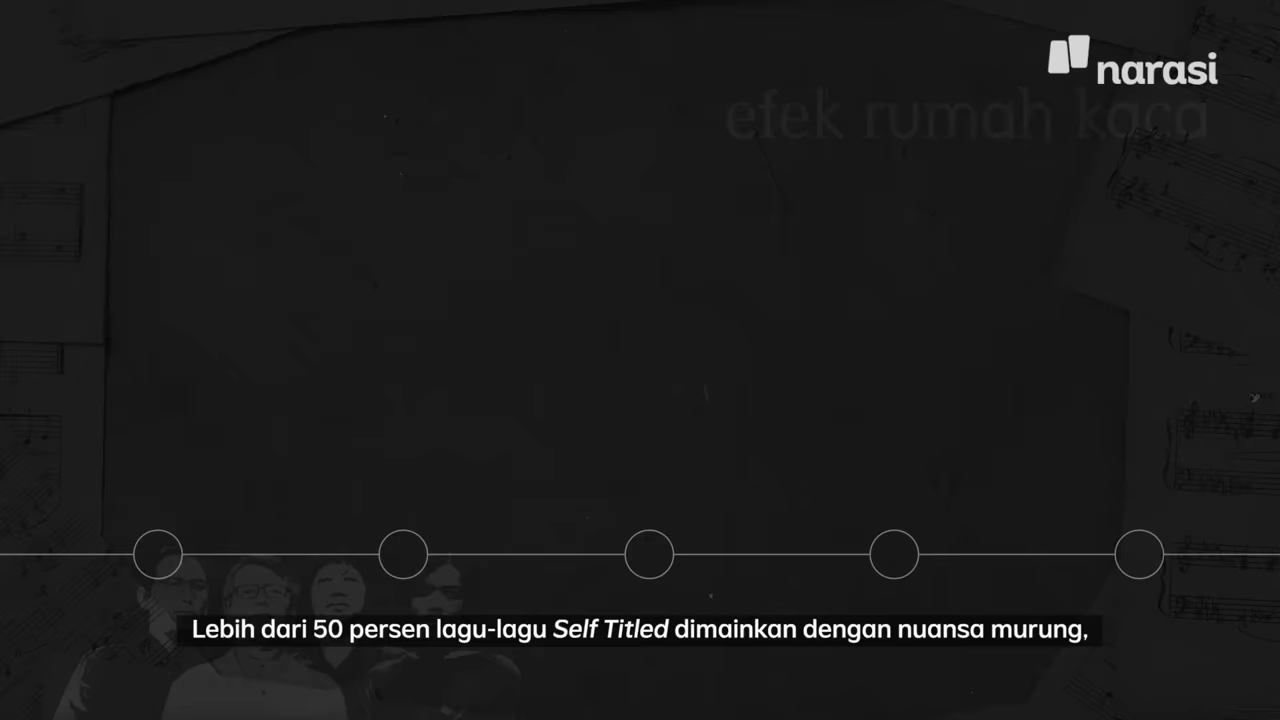 narasi
efek rumah kaca
Lebih dari 50 persen lagu-lagu Self Titled dimainkan dengan nuansa murung,